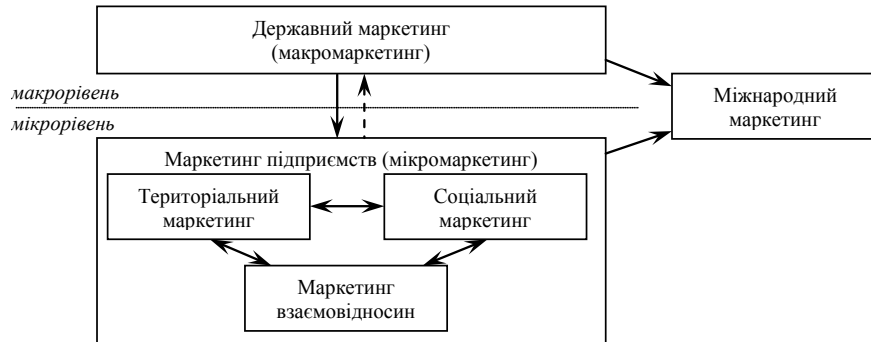 Державний маркетинг
(макромаркетинг)
макрорівень
мікрорівень
Міжнародний
маркетинг
Маркетинг підприємств (мікромаркетинг)
Територіальний
маркетинг
Соціальний
маркетинг
Маркетинг
взаємовідносин